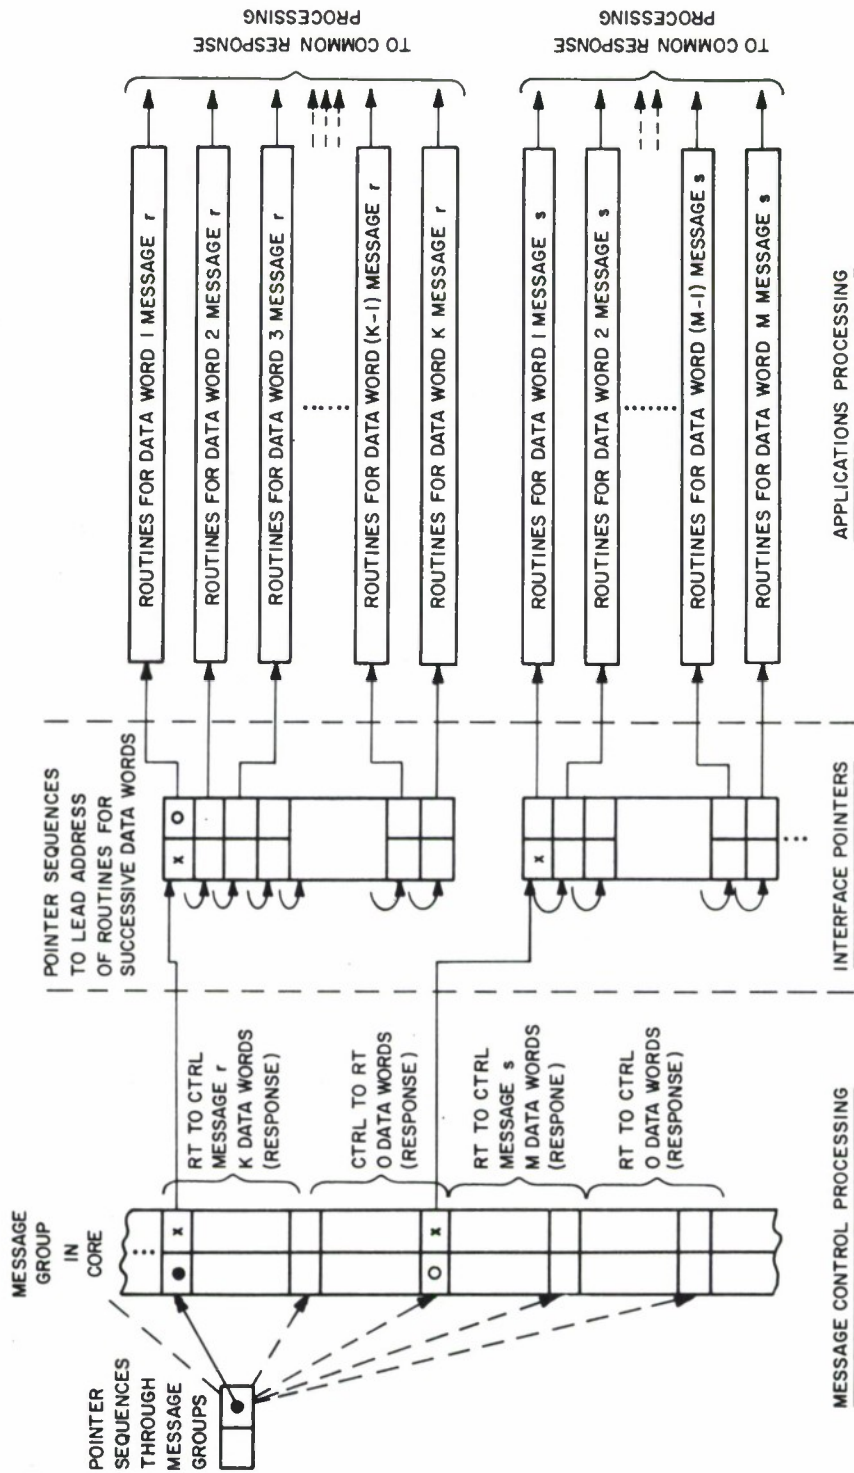 MESSAGE
GROUP
IN
CORE
POINTER
SEQUENCES
THROUGH
MESSAGE
GROUPS
x
x
RT TO CTRL
MESSAGE r
K DATA WORDS
(RESPONSE)
CTRL TO RT
O DATA WORDS
(RESPONSE)
RT TO CTRL
MESSAGE s
M DATA WORDS
(RESPONE)
RT TO CTRL
O DATA WORDS
(RESPONSE)
MESSAGE CONTROL PROCESSING
POINTER SEQUENCES
TO LEAD ADDRESS
OF ROUTINES FOR
SUCCESSIVE DATA WORDS
x
O
x
INTERFACE POINTERS
ROUTINES FOR DATA WORD 1 MESSAGE r
ROUTINES FOR DATA WORD 2 MESSAGE r
ROUTINES FOR DATA WORD 3 MESSAGE r
ROUTINES FOR DATA WORD (K-1) MESSAGE r
ROUTINES FOR DATA WORD K MESSAGE r
ROUTINES FOR DATA WORD 1 MESSAGE s
ROUTINES FOR DATA WORD 2 MESSAGE s
ROUTINES FOR DATA WORD (M-1) MESSAGE s
ROUTINES FOR DATA WORD M MESSAGE s
APPLICATIONS PROCESSING
TO COMMON RESPONSE
PROCESSING
TO COMMON RESPONSE
PROCESSING